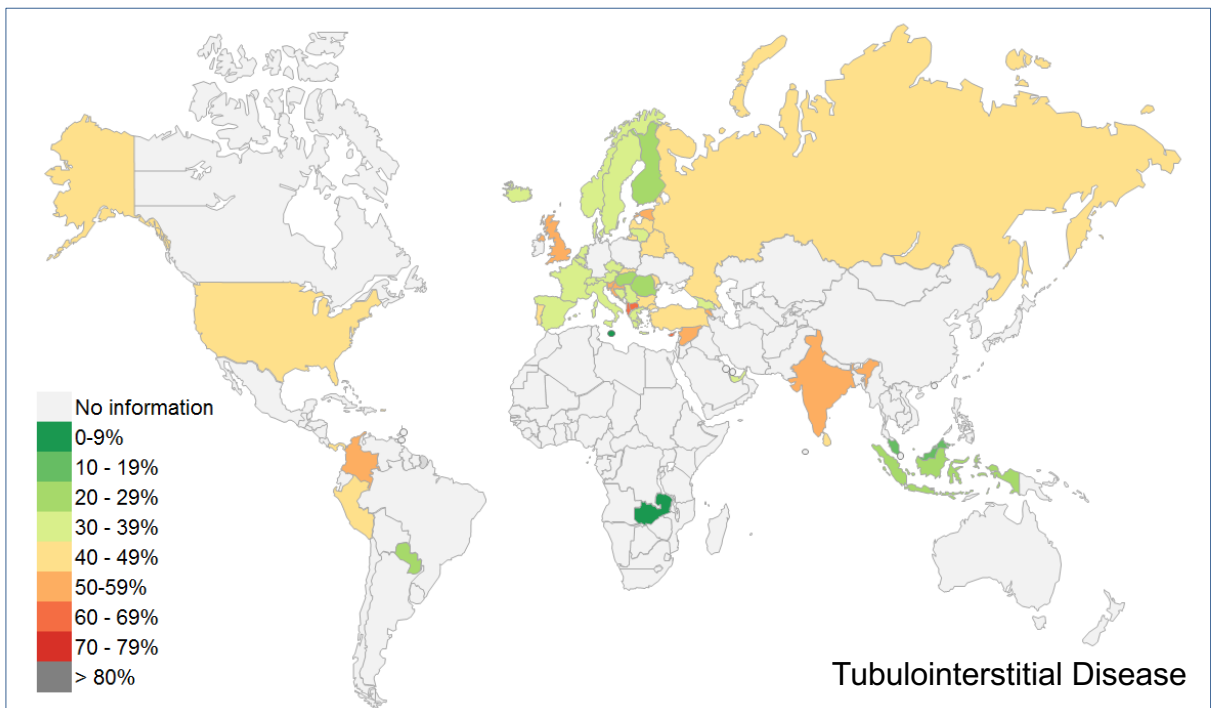 No information
0-9%
10 - 19%
20 - 29%
30 - 39%
40 - 49%
50-59%
60 - 69%
70 - 79%
> 80%
Tubulointerstitial Disease